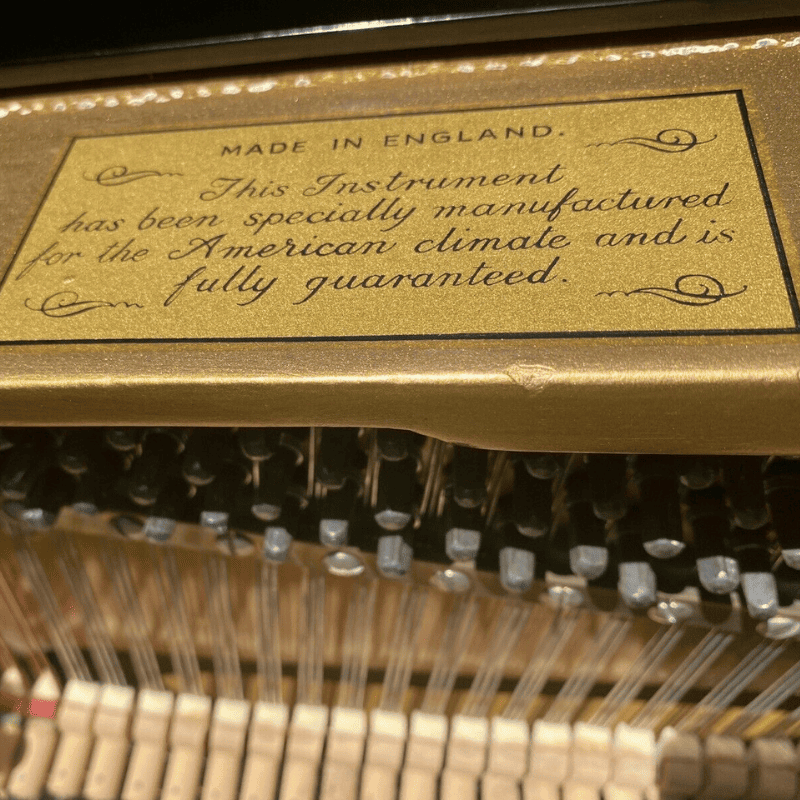 MADE IN ENGLAND.
This Instrument
has been specially manufactured
for the American climate and is
fully guaranteed.